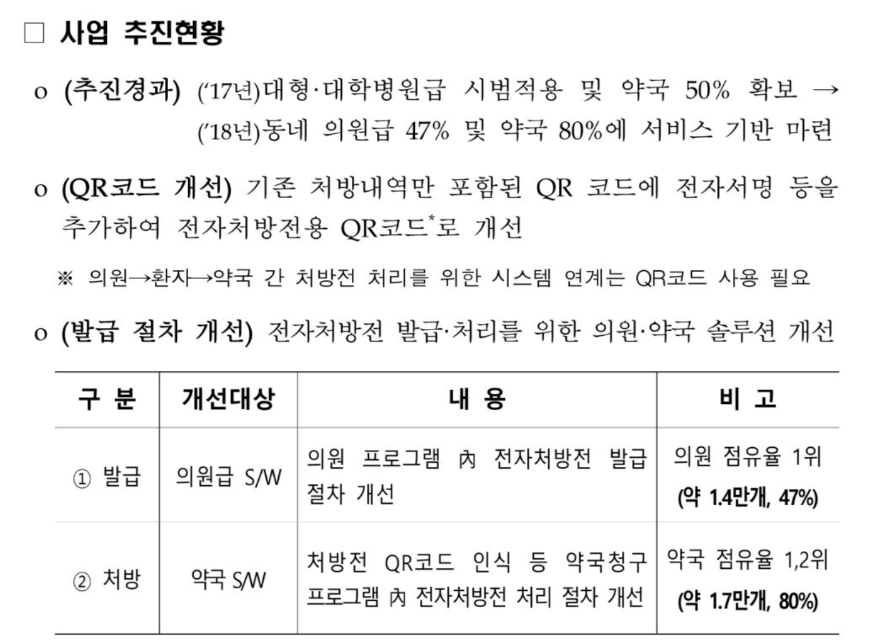 □ 사업 추진현황
o (추진경과) ('17년)대형·대학병원급 시범적용 및 약국 50% 확보 →
('18년)동네 의원급 47% 및 약국 80%에 서비스 기반 마련
o (QR코드 개선) 기존 처방내역만 포함된 QR 코드에 전자서명 등을
추가하여 전자처방전용 QR코드*로 개선
※ 의원→환자→약국 간 처방전 처리를 위한 시스템 연계는 QR코드 사용 필요
o (발급 절차 개선) 전자처방전 발급·처리를 위한 의원·약국 솔루션 개선
구 분 개선대상 내 용 비 고
① 발급 의원급 S/W
의원 프로그램 內 전자처방전 발급
절차 개선
의원 점유율 1위
(약 1.4만개, 47%)
② 처방 약국 S/W
처방전 QR코드 인식 등 약국청구
프로그램 內 전자처방전 처리 절차 개선
약국 점유율 1,2위
(약 1.7만개, 80%)